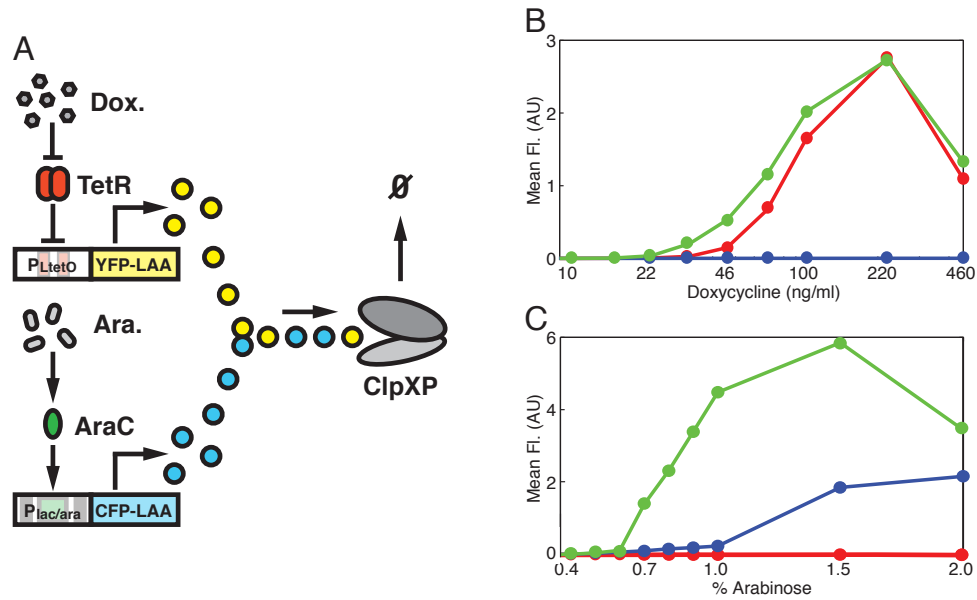 A
Dox.
TetR
PLtetO YFP-LAA
Ara.
AraC
Plac/ara CFP-LAA
0
ClpXP
B
3
2
1
0
Mean Fl. (AU)
10 22 46 100 220 460
Doxycycline (ng/ml)
C
6
4
2
0
Mean Fl. (AU)
0.4 0.7 1.0 1.5 2.0
% Arabinose